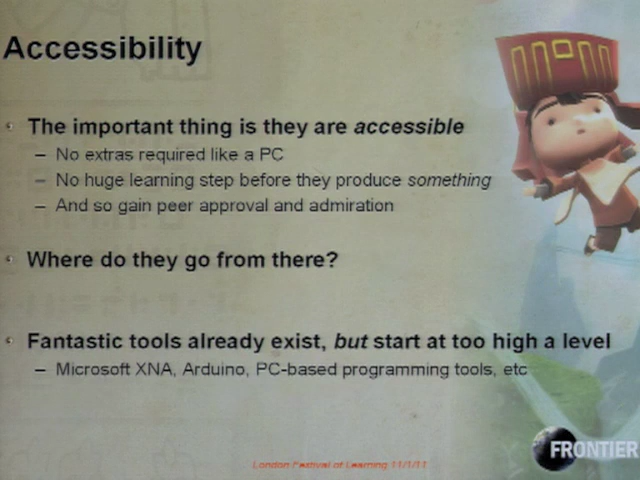 Accessibility
The important thing is they are accessible
– No extras required like a PC
– No huge learning step before they produce something
– And so gain peer approval and admiration
Where do they go from there?
Fantastic tools already exist, but start at too high a level
– Microsoft XNA, Arduino, PC-based programming tools, etc
London Festival of Learning 11/1/11
FRONTIER